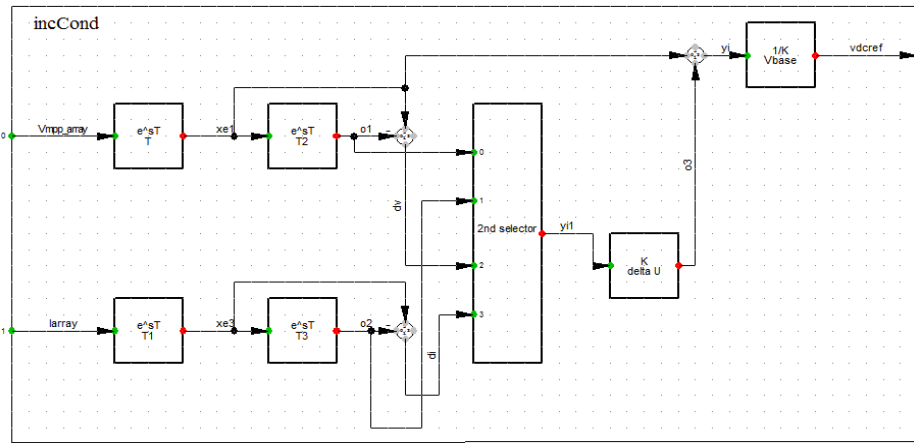 incCond
yi
1/K
Vbase
vdcref
0
Vmpp_array
e^sT
T
xe1
e^sT
T2
o1
-
0
o3
1
dv
2nd selector
yi1
K
delta U
2
1
Iarray
e^sT
T1
xe3
e^sT
T3
o2
-
3
di